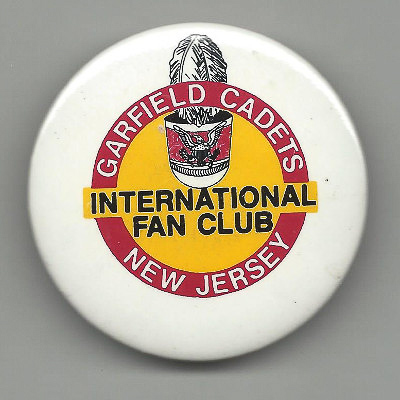 GARFIELD CADETS
INTERNATIONAL
FAN CLUB
NEW JERSEY